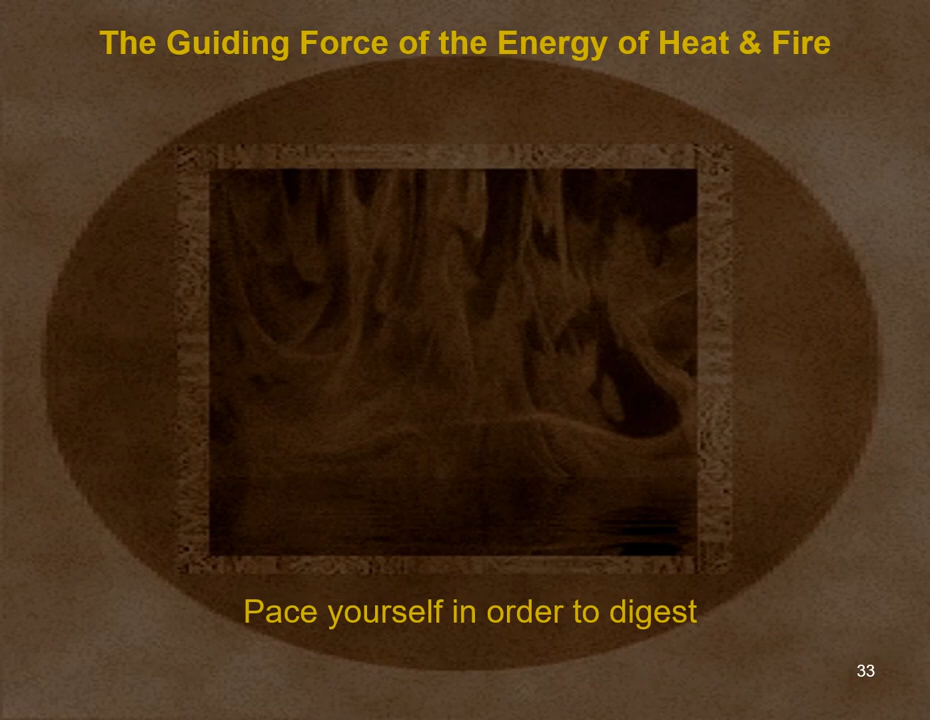 The Guiding Force of the Energy of Heat & Fire
Pace yourself in order to digest
33